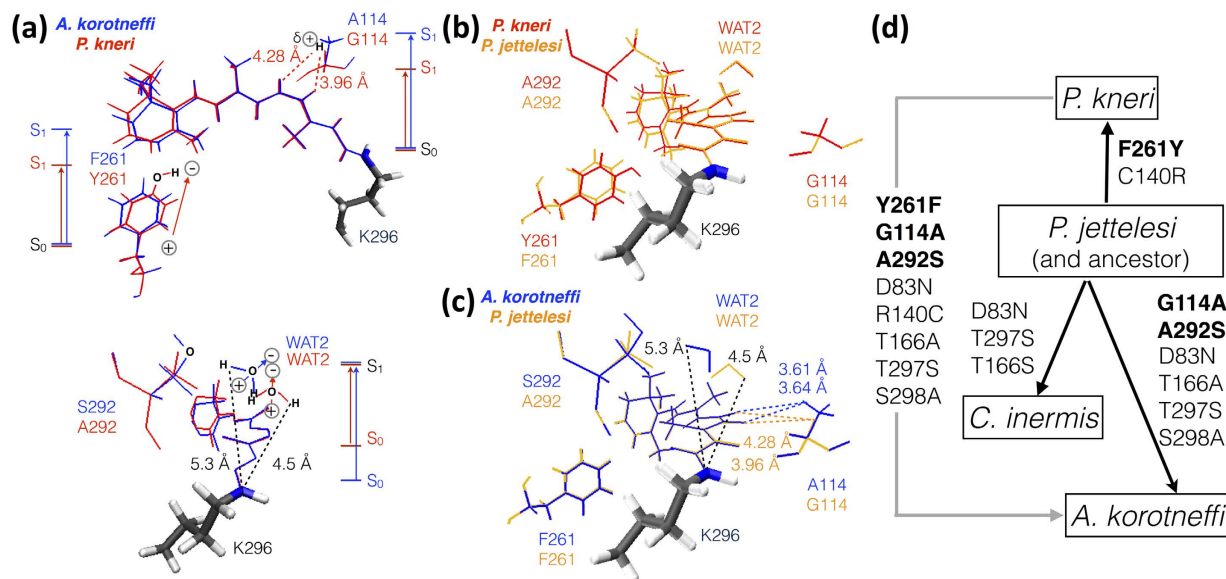 (a)
A. korotneffi
P. kneri
δ
+
H
A114
G114
S1
S1
4.28 Å
3.96 Å
S0
S1
S1
F261
Y261
O
H
−
+
S0
K296
H
O
WAT2
WAT2
−
+
O
−
H
H
O
H
+
S1
S292
A292
S0
S0
5.3 Å
4.5 Å
K296
(b)
P. kneri
P. jettelesi
WAT2
WAT2
A292
A292
G114
G114
Y261
F261
K296
(c)
A. korotneffi
P. jettelesi
WAT2
WAT2
5.3 Å
4.5 Å
3.61 Å
3.64 Å
S292
A292
4.28 Å
3.96 Å
A114
G114
F261
F261
K296
(d)
P. kneri
F261Y
C140R
Y261F
G114A
A292S
D83N
R140C
T166A
T297S
S298A
P. jettelesi
(and ancestor)
D83N
T297S
T166S
G114A
A292S
D83N
T166A
T297S
S298A
C. inermis
A. korotneffi